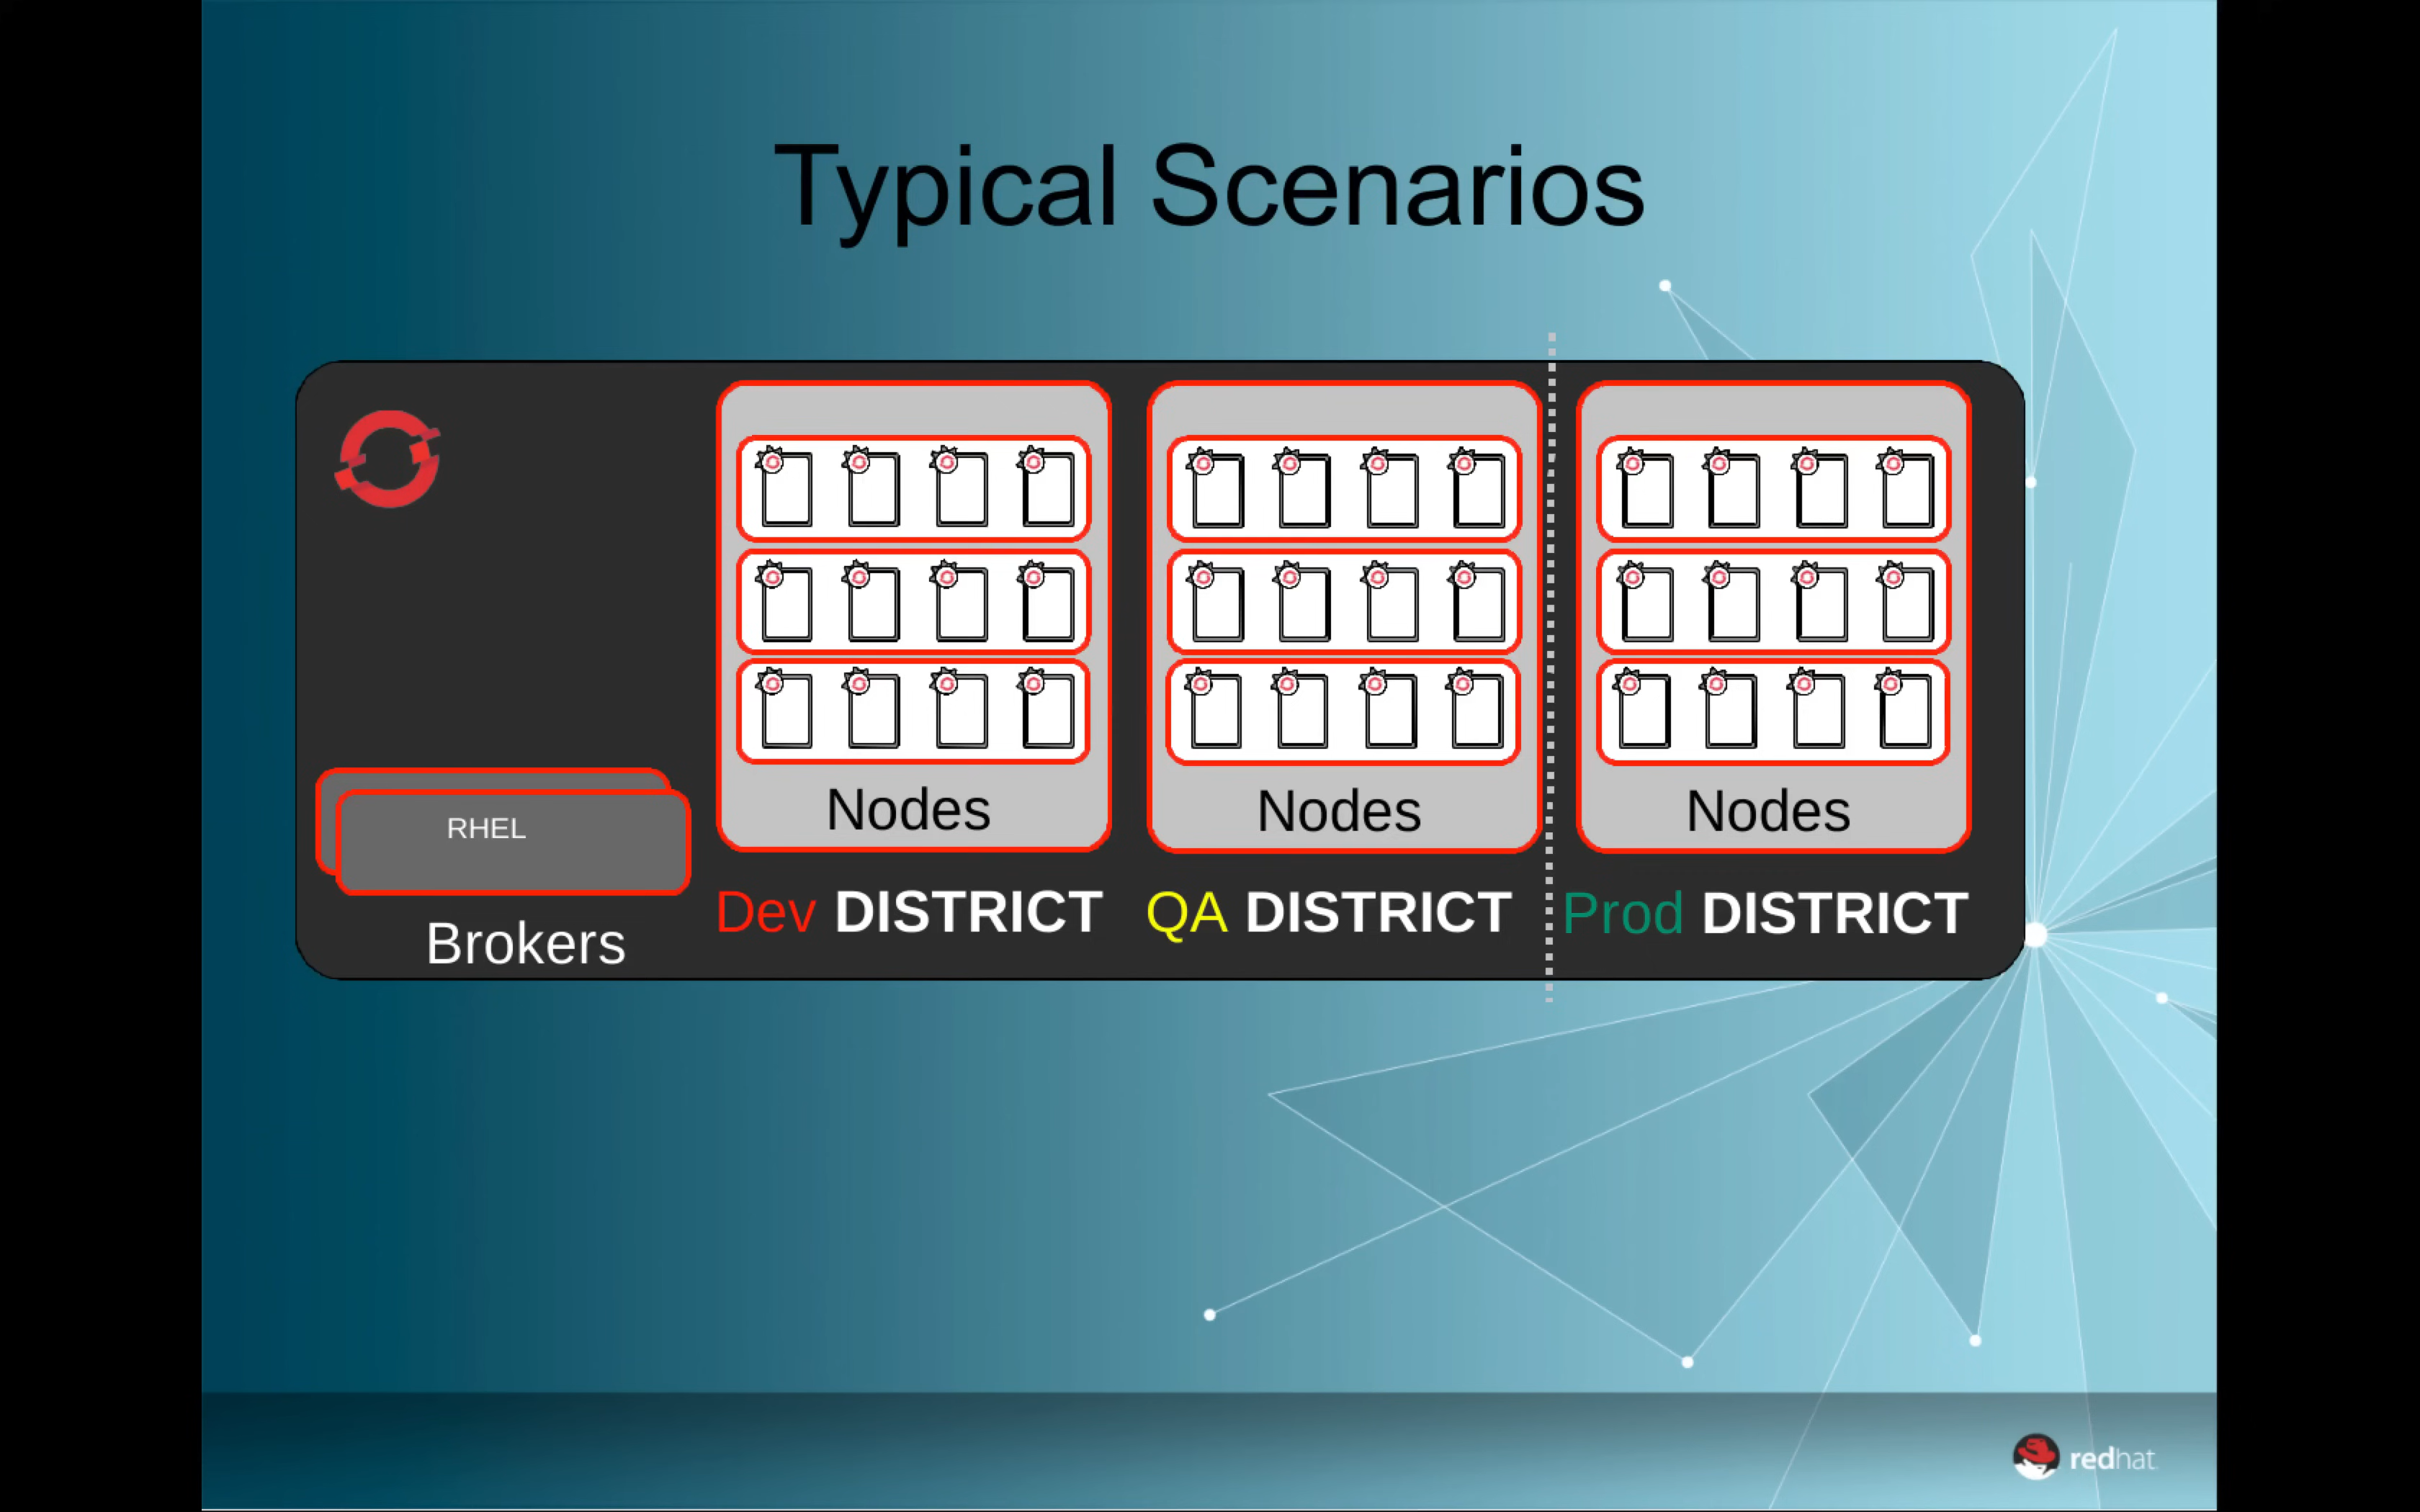 Typical Scenarios
RHEL
Brokers
Nodes
Nodes
Nodes
Dev DISTRICT
QA DISTRICT
Prod DISTRICT
redhat